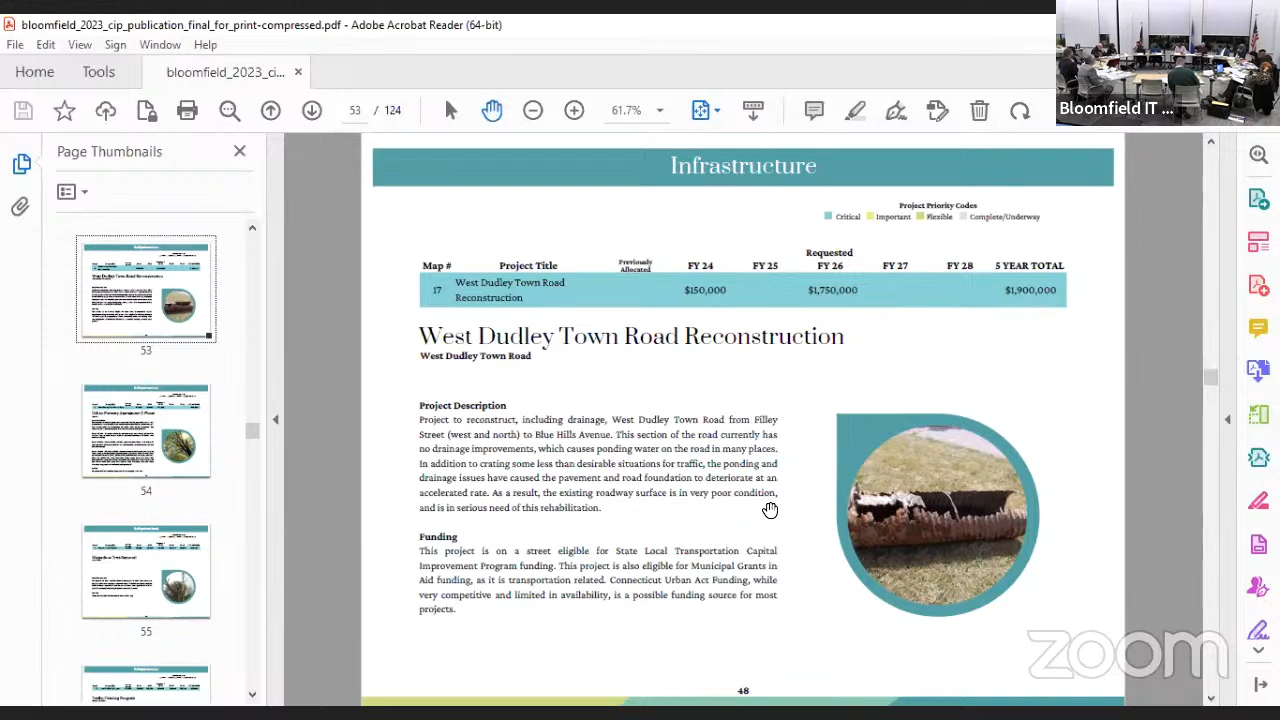 bloomfield_2023_cip_publication_final_for_print-compressed.pdf - Adobe Acrobat Reader (64-bit)
File Edit View Sign Window Help
Home Tools bloomfield_2023_ci...
53 / 124 61.7%
Bloomfield IT ...
Page Thumbnails
53
54
55
Infrastructure
Project Priority Codes
Critical Important Flexible Complete/Underway
Requested
Map # Project Title Previously Allocated FY 24 FY 25 FY 26 FY 27 FY 28 5 YEAR TOTAL
17 West Dudley Town Road $150,000 $1,750,000 $1,900,000
Reconstruction
West Dudley Town Road Reconstruction
West Dudley Town Road
Project Description
Project to reconstruct, including drainage, West Dudley Town Road from Filley
Street (west and north) to Blue Hills Avenue. This section of the road currently has
no drainage improvements, which causes ponding water on the road in many places.
In addition to crating some less than desirable situations for traffic, the ponding and
drainage issues have caused the pavement and road foundation to deteriorate at an
accelerated rate. As a result, the existing roadway surface is in very poor condition,
and is in serious need of this rehabilitation.
Funding
This project is on a street eligible for State Local Transportation Capital
Improvement Program funding. This project is also eligible for Municipal Grants in
Aid funding, as it is transportation related. Connecticut Urban Act Funding, while
very competitive and limited in availability, is a possible funding source for most
projects.
48
zoom